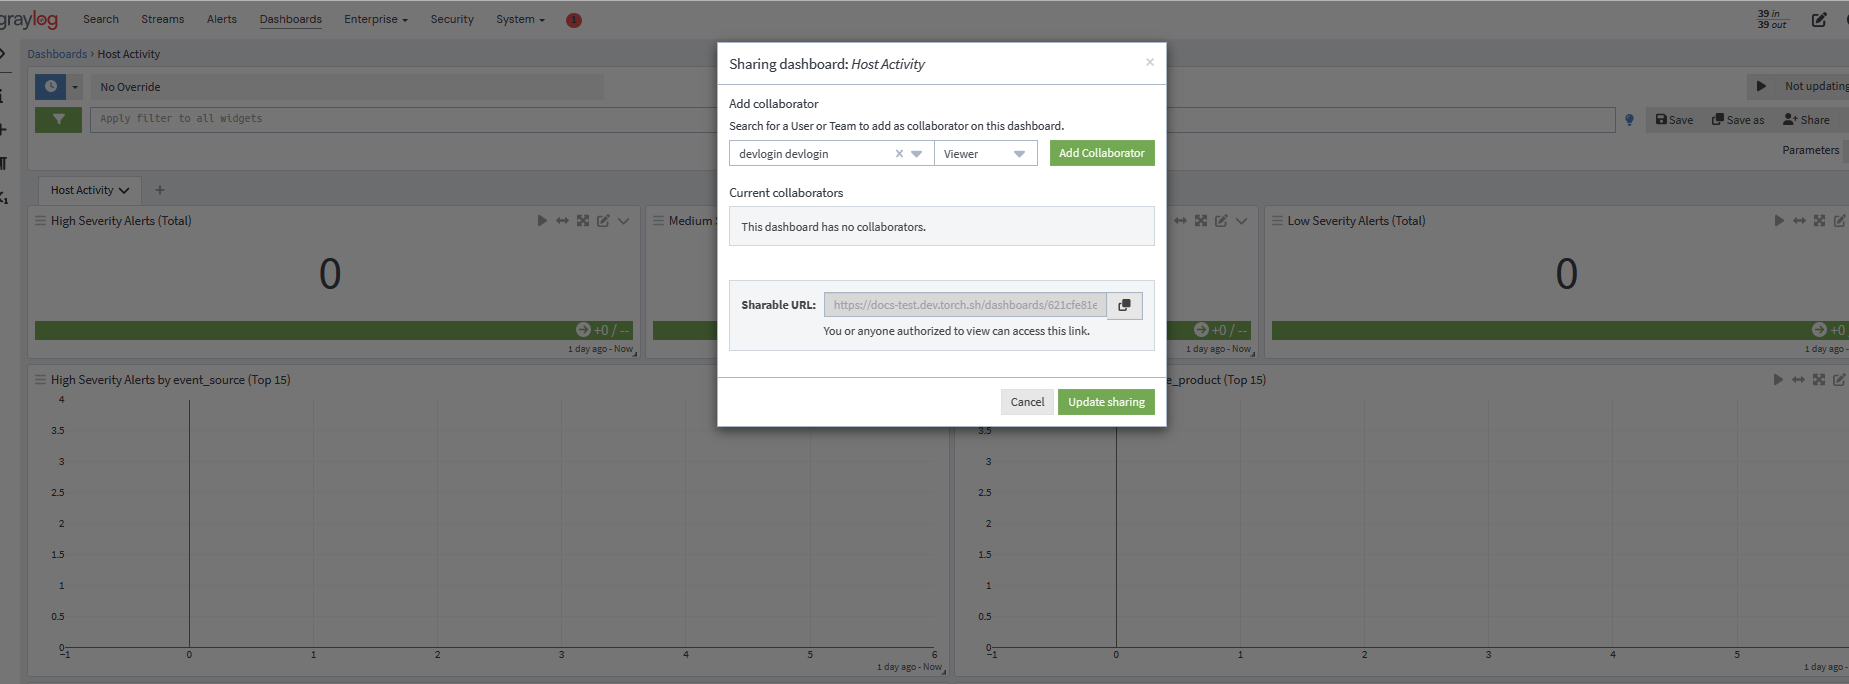 graylog Search Streams Alerts Dashboards Enterprise Security System 1 39 in
39 out
Dashboards › Host Activity
No Override
Not updating
Apply filter to all widgets
Save Save as Share
Parameters
Host Activity +
High Severity Alerts (Total)
0
+0 / --
1 day ago - Now
Medium
+0 / --
1 day ago - Now
Low Severity Alerts (Total)
0
+0
1 day ago -
High Severity Alerts by event_source (Top 15)
4
3.5
3
2.5
2
1.5
1
0.5
0
−1 0 1 2 3 4 5 6
1 day ago - Now
e_product (Top 15)
3.5
3
2.5
2
1.5
1
0.5
0
−1 0 1 2 3 4 5
1 day ago -
Sharing dashboard: Host Activity ×
Add collaborator
Search for a User or Team to add as collaborator on this dashboard.
devlogin devlogin × Viewer Add Collaborator
Current collaborators
This dashboard has no collaborators.
Sharable URL: https://docs-test.dev.torch.sh/dashboards/621cfe81e
You or anyone authorized to view can access this link.
Cancel Update sharing